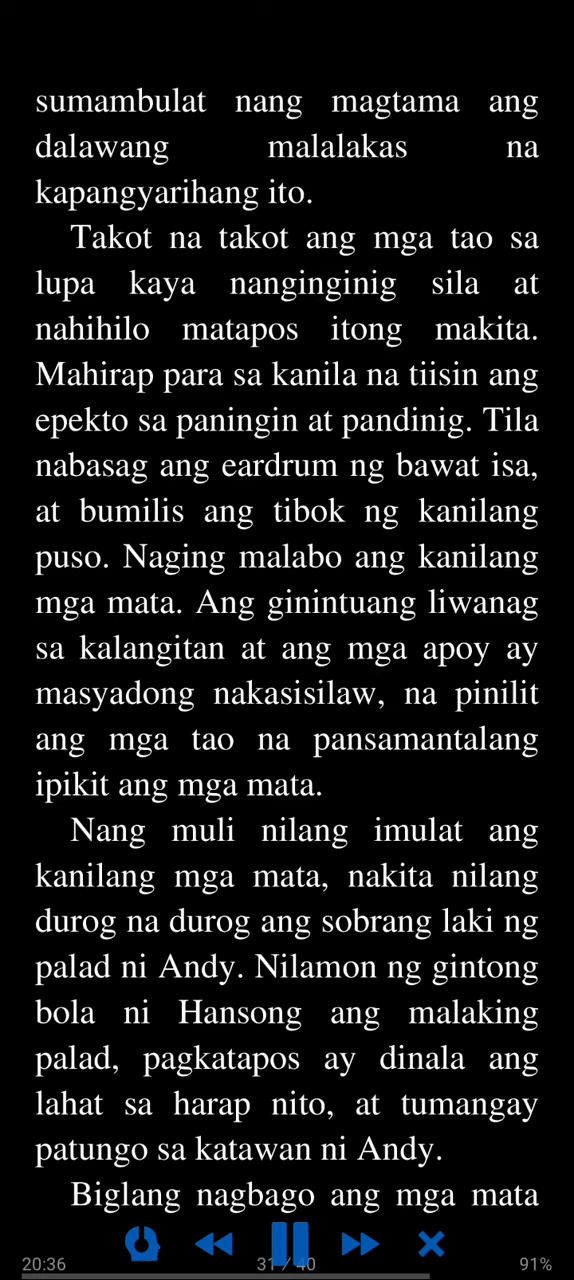 sumambulat nang magtama ang
dalawang malalakas na
kapangyarihang ito.
Takot na takot ang mga tao sa
lupa kaya nanginginig sila at
nahihilo matapos itong makita.
Mahirap para sa kanila na tiisin ang
epekto sa paningin at pandinig. Tila
nabasag ang eardrum ng bawat isa,
at bumilis ang tibok ng kanilang
puso. Naging malabo ang kanilang
mga mata. Ang ginintuang liwanag
sa kalangitan at ang mga apoy ay
masyadong nakasisilaw, na pinilit
ang mga tao na pansamantalang
ipikit ang mga mata.
Nang muli nilang imulat ang
kanilang mga mata, nakita nilang
durog na durog ang sobrang laki ng
palad ni Andy. Nilamon ng gintong
bola ni Hansong ang malaking
palad, pagkatapos ay dinala ang
lahat sa harap nito, at tumangay
patungo sa katawan ni Andy.
Biglang nagbago ang mga mata
20:36 31 / 40 91%